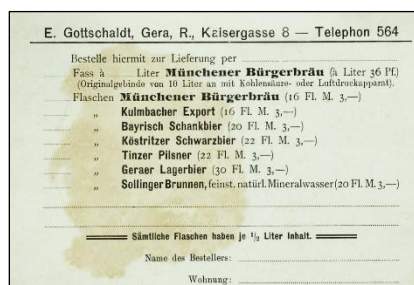 E. Gottschaldt, Gera, R., Kaisergasse 8 — Telephon 564
Bestelle hiermit zur Lieferung per
Fass à Liter Münchener Bürgerbräu (à Liter 36 Pf.)
(Originalgebinde von 10 Liter an mit Kohlensäure- oder Luftdruckapparat).
Flaschen Münchener Bürgerbräu (16 Fl. M. 3,—)
„ Kulmbacher Export (16 Fl. M. 3,—)
„ Bayrisch Schankbier (20 Fl. M. 3,—)
„ Köstritzer Schwarzbier (22 Fl. M. 3,—)
„ Tinzer Pilsner (22 Fl. M. 3,—)
„ Geraer Lagerbier (30 Fl. M. 3,—)
„ Sollinger Brunnen, feinst. natürl. Mineralwasser (20 Fl. M. 3,—)
Sämtliche Flaschen haben je 1/2 Liter Inhalt.
Name des Bestellers:
Wohnung: